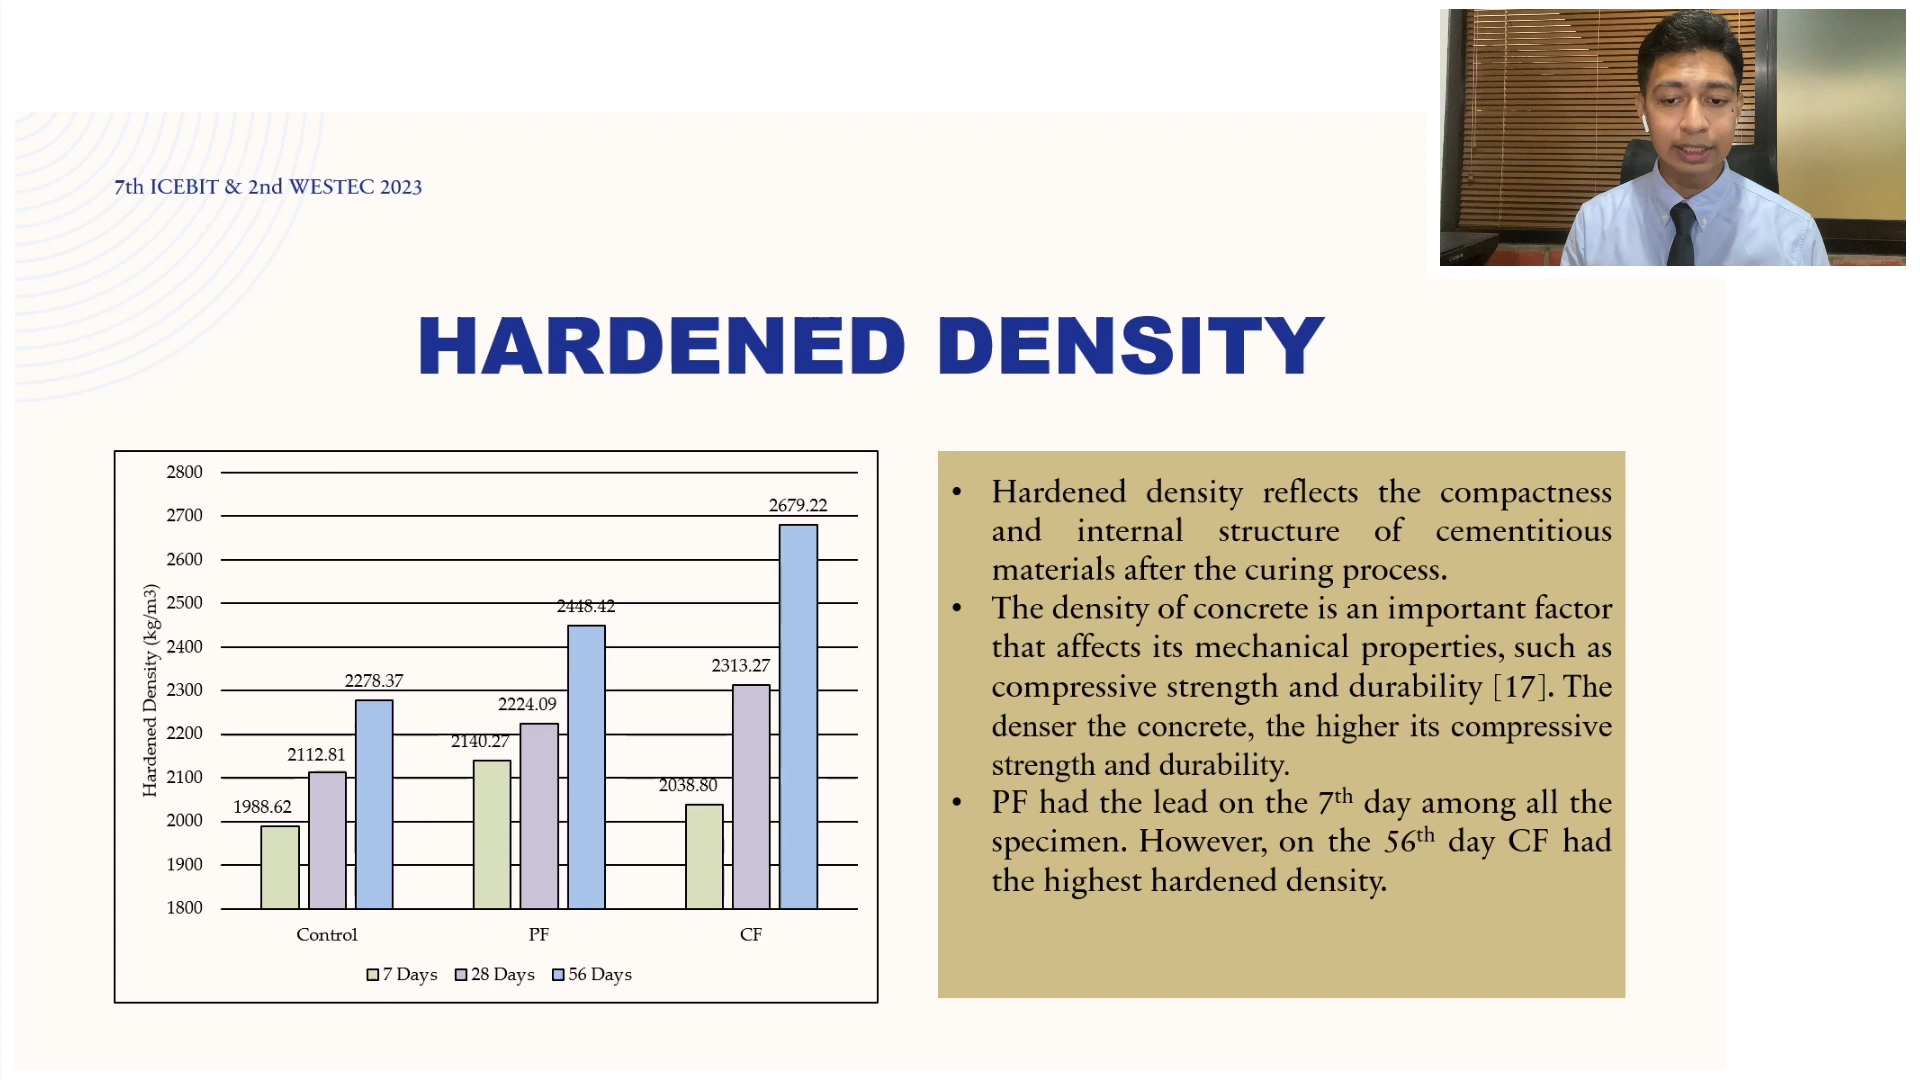 7th ICEBIT & 2nd WESTEC 2023
HARDENED DENSITY
Hardened Density (kg/m3)
2800
2700
2600
2500
2400
2300
2200
2100
2000
1900
1800
1988.62
2112.81
2278.37
2140.27
2224.09
2448.42
2038.80
2313.27
2679.22
Control PF CF
7 Days 28 Days 56 Days
• Hardened density reflects the compactness
and internal structure of cementitious
materials after the curing process.
• The density of concrete is an important factor
that affects its mechanical properties, such as
compressive strength and durability [17]. The
denser the concrete, the higher its compressive
strength and durability.
• PF had the lead on the 7th day among all the
specimen. However, on the 56th day CF had
the highest hardened density.